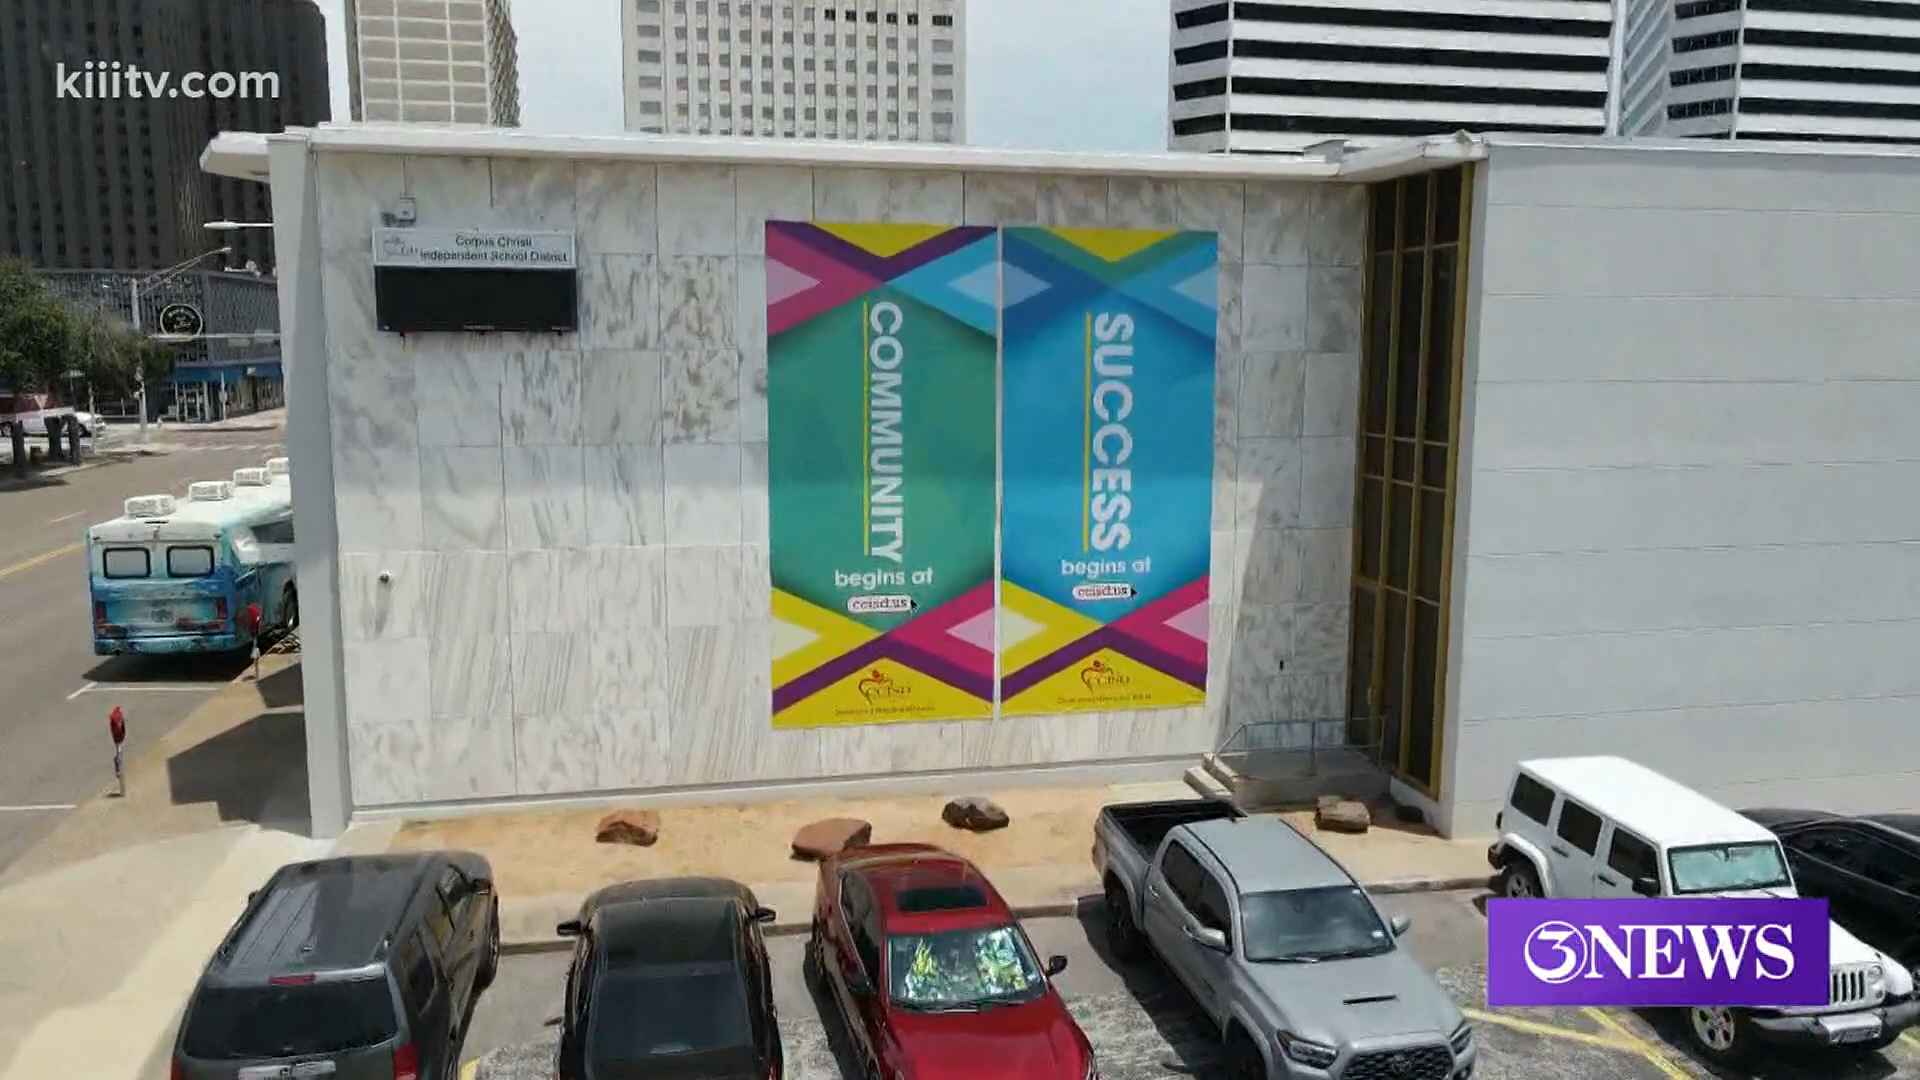 kiiitv.com
Corpus Christi
Independent School District
COMMUNITY
begins at
ccisd.us
CCISD
SUCCESS
begins at
ccisd.us
CCISD
3NEWS